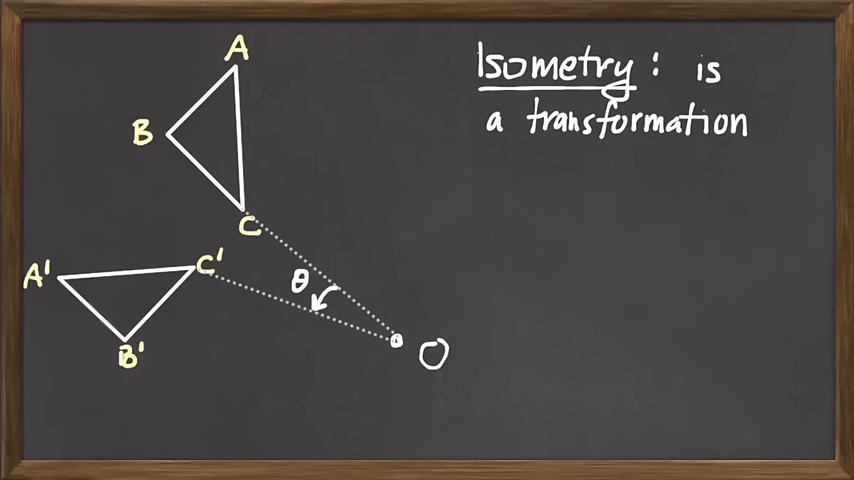 A
Isometry: is
a transformation
B
C
A'
C'
θ
B'
O